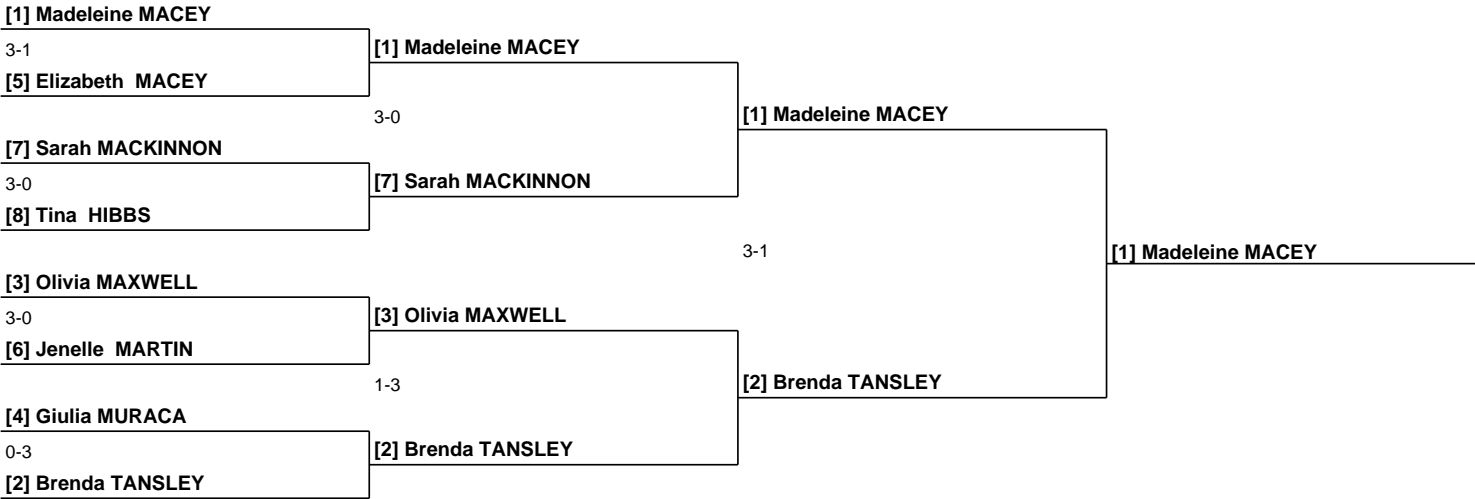 [1] Madeleine MACEY
3-1
[1] Madeleine MACEY
[5] Elizabeth  MACEY
3-0
[1] Madeleine MACEY
[7] Sarah MACKINNON
3-0
[7] Sarah MACKINNON
[8] Tina  HIBBS
3-1
[1] Madeleine MACEY
[3] Olivia MAXWELL
3-0
[3] Olivia MAXWELL
[6] Jenelle  MARTIN
1-3
[2] Brenda TANSLEY
[4] Giulia MURACA
0-3
[2] Brenda TANSLEY
[2] Brenda TANSLEY